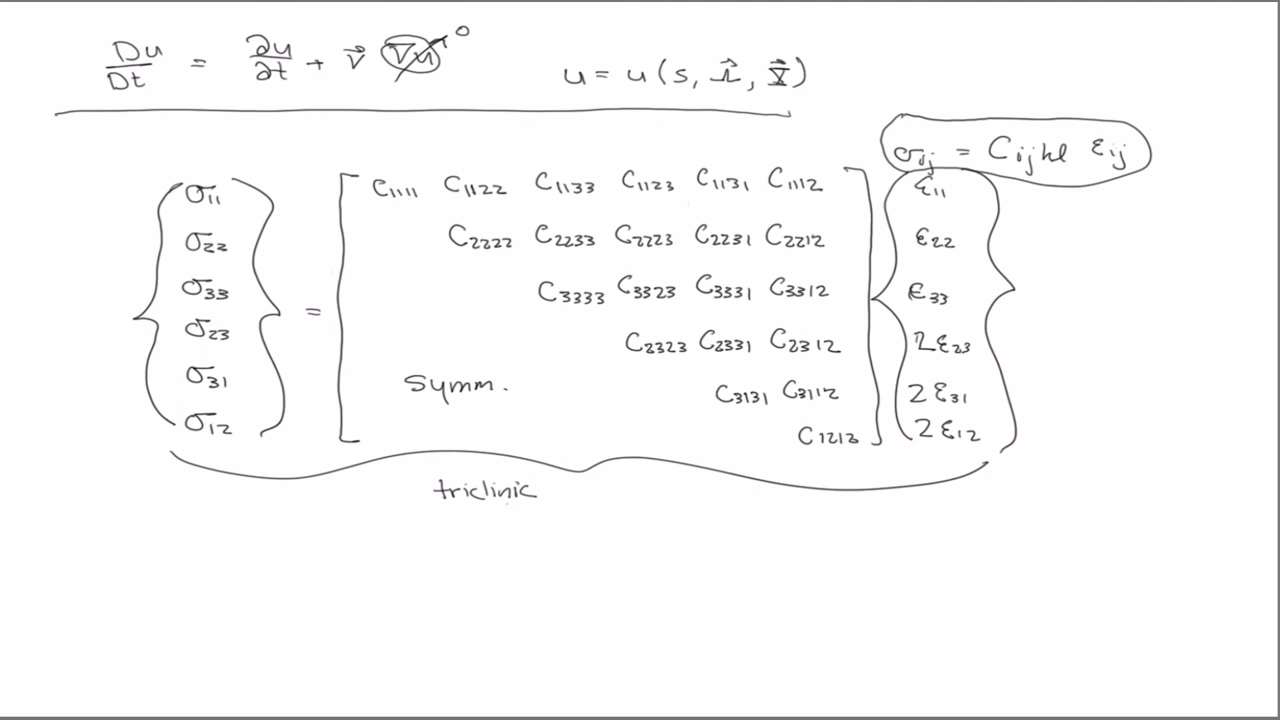 Du/Dt = ∂u/∂t + v⃗ ∇u 0
u = u (s, , )
σij = Cijkl εij
σ11 C1111 C1122 C1133 C1123 C1131 C1112 ε11
σ22 C2222 C2233 C2223 C2231 C2212 ε22
σ33 = C3333 C3323 C3331 C3312 ε33
σ23 C2323 C2331 C2312 2ε23
σ31 Symm. C3131 C3112 2ε31
σ12 C1212 2ε12
triclinic